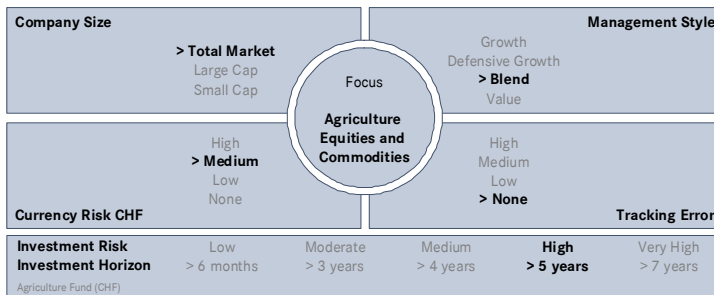 Company Size
> Total Market
Large Cap
Small Cap
Management Style
Growth
Defensive Growth
> Blend
Value
Focus
Agriculture
Equities and
Commodities
High
> Medium
Low
None
Currency Risk CHF
High
Medium
Low
> None
Tracking Error
Investment Risk Low Moderate Medium High Very High
Investment Horizon > 6 months > 3 years > 4 years > 5 years > 7 years
Agriculture Fund (CHF)